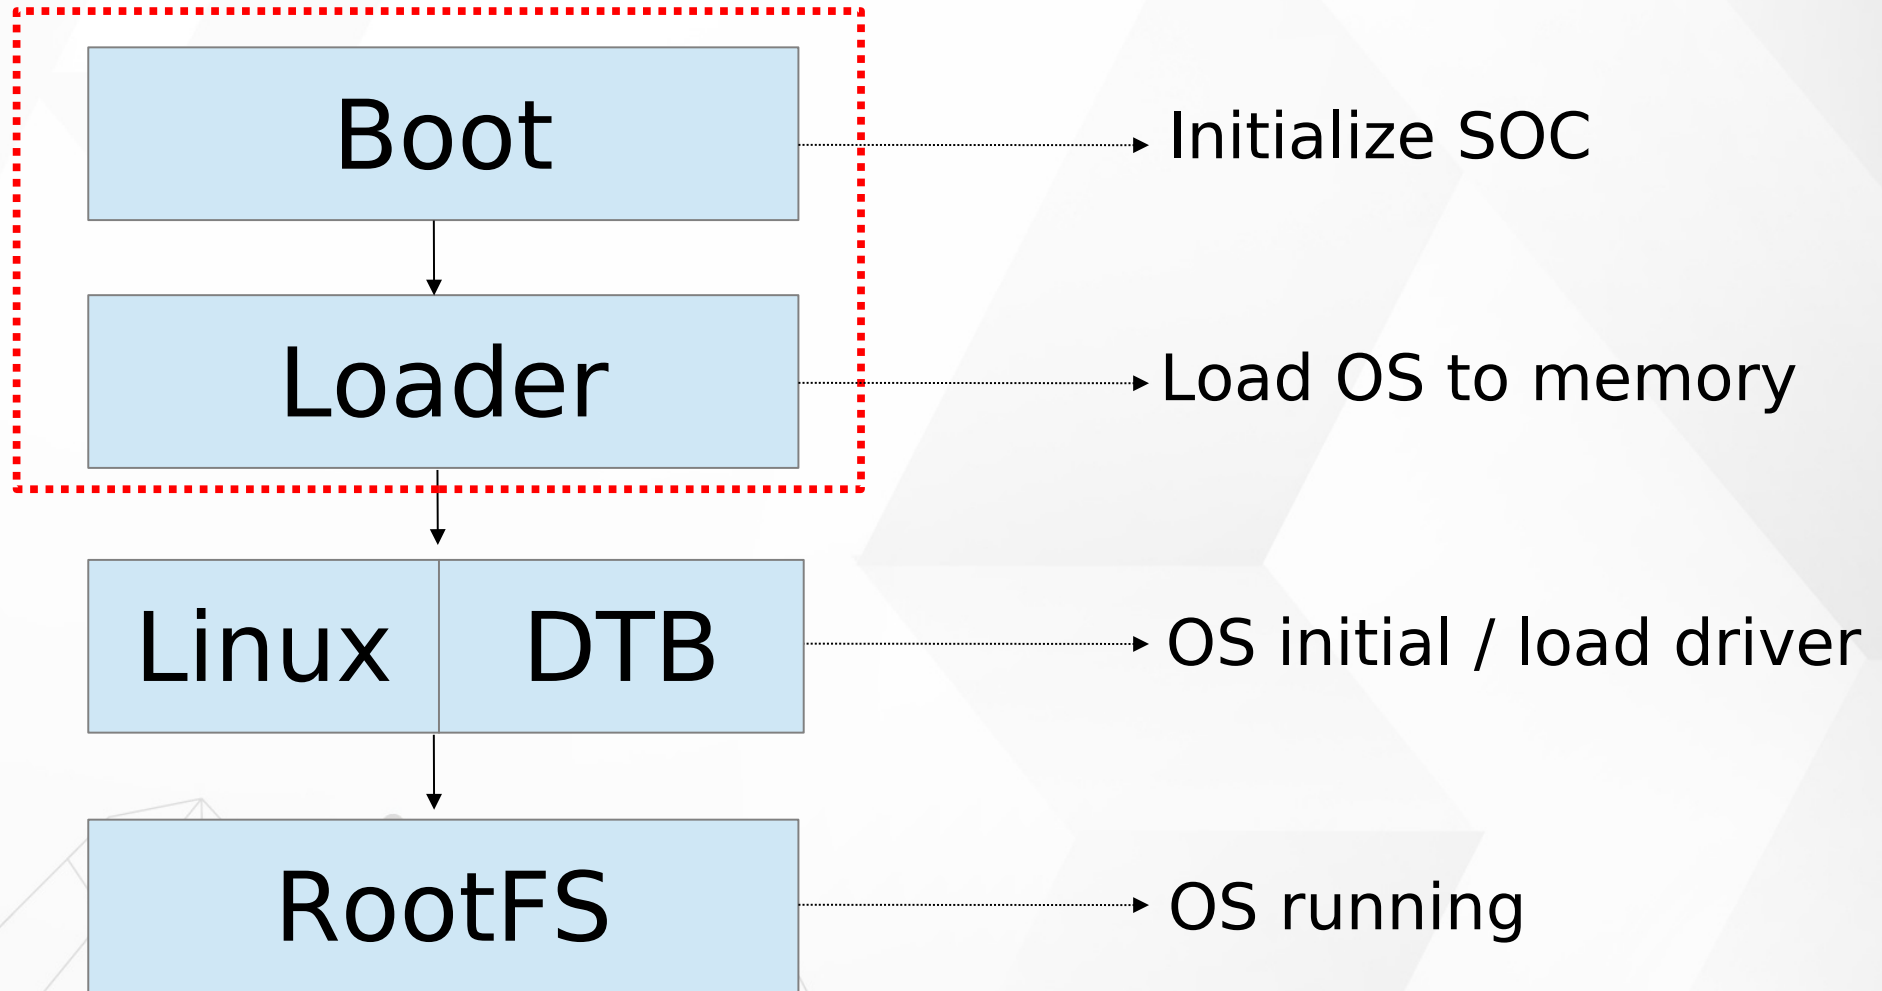 Boot
Initialize SOC
Loader
Load OS to memory
Linux DTB
OS initial / load driver
RootFS
OS running